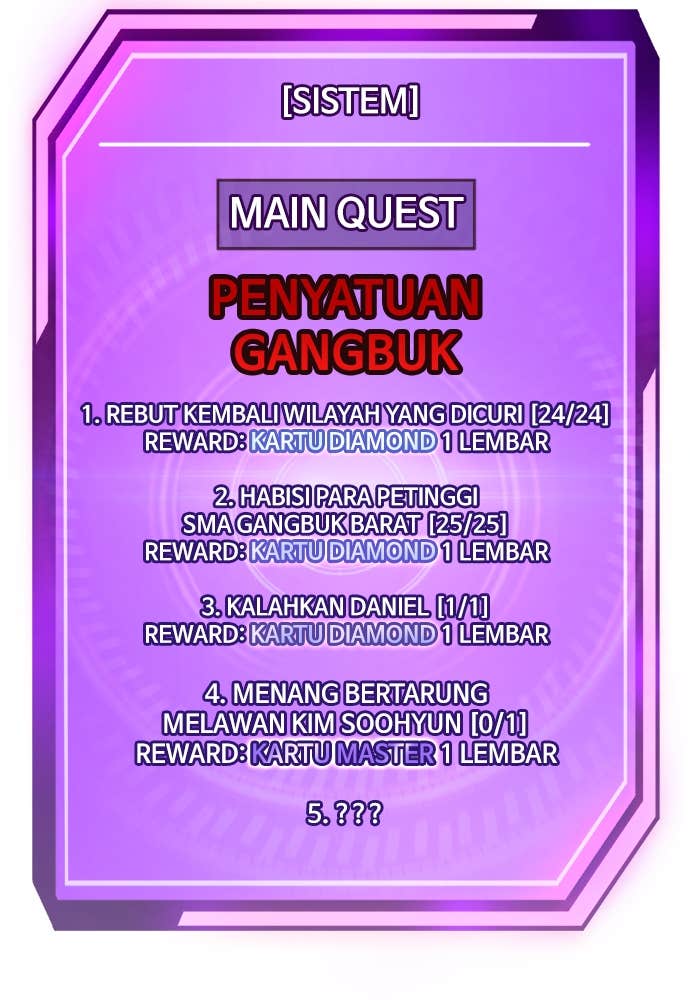 [SISTEM]
MAIN QUEST
PENYATUAN
GANGBUK
1. REBUT KEMBALI WILAYAH YANG DICURI [24/24]
REWARD: KARTU DIAMOND 1 LEMBAR
2. HABISI PARA PETINGGI
SMA GANGBUK BARAT [25/25]
REWARD: KARTU DIAMOND 1 LEMBAR
3. KALAHKAN DANIEL [1/1]
REWARD: KARTU DIAMOND 1 LEMBAR
4. MENANG BERTARUNG
MELAWAN KIM SOOHYUN [0/1]
REWARD: KARTU MASTER 1 LEMBAR
5. ???